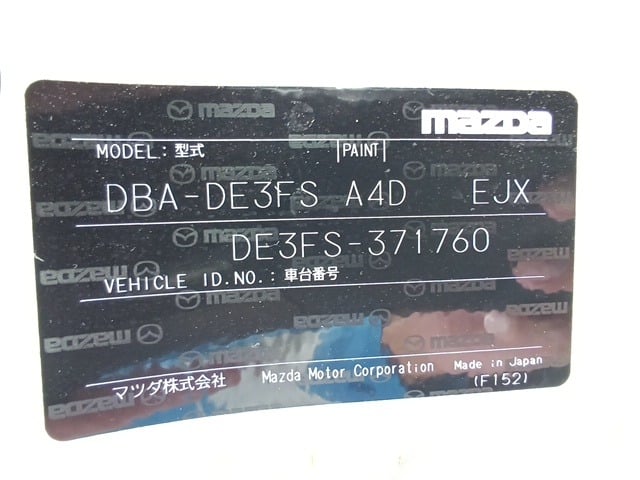 mazda
MODEL: 型式 PAINT
DBA-DE3FS A4D EJX
DE3FS-371760
VEHICLE ID.NO.: 車台番号
マツダ株式会社 Mazda Motor Corporation Made in Japan
(F152)